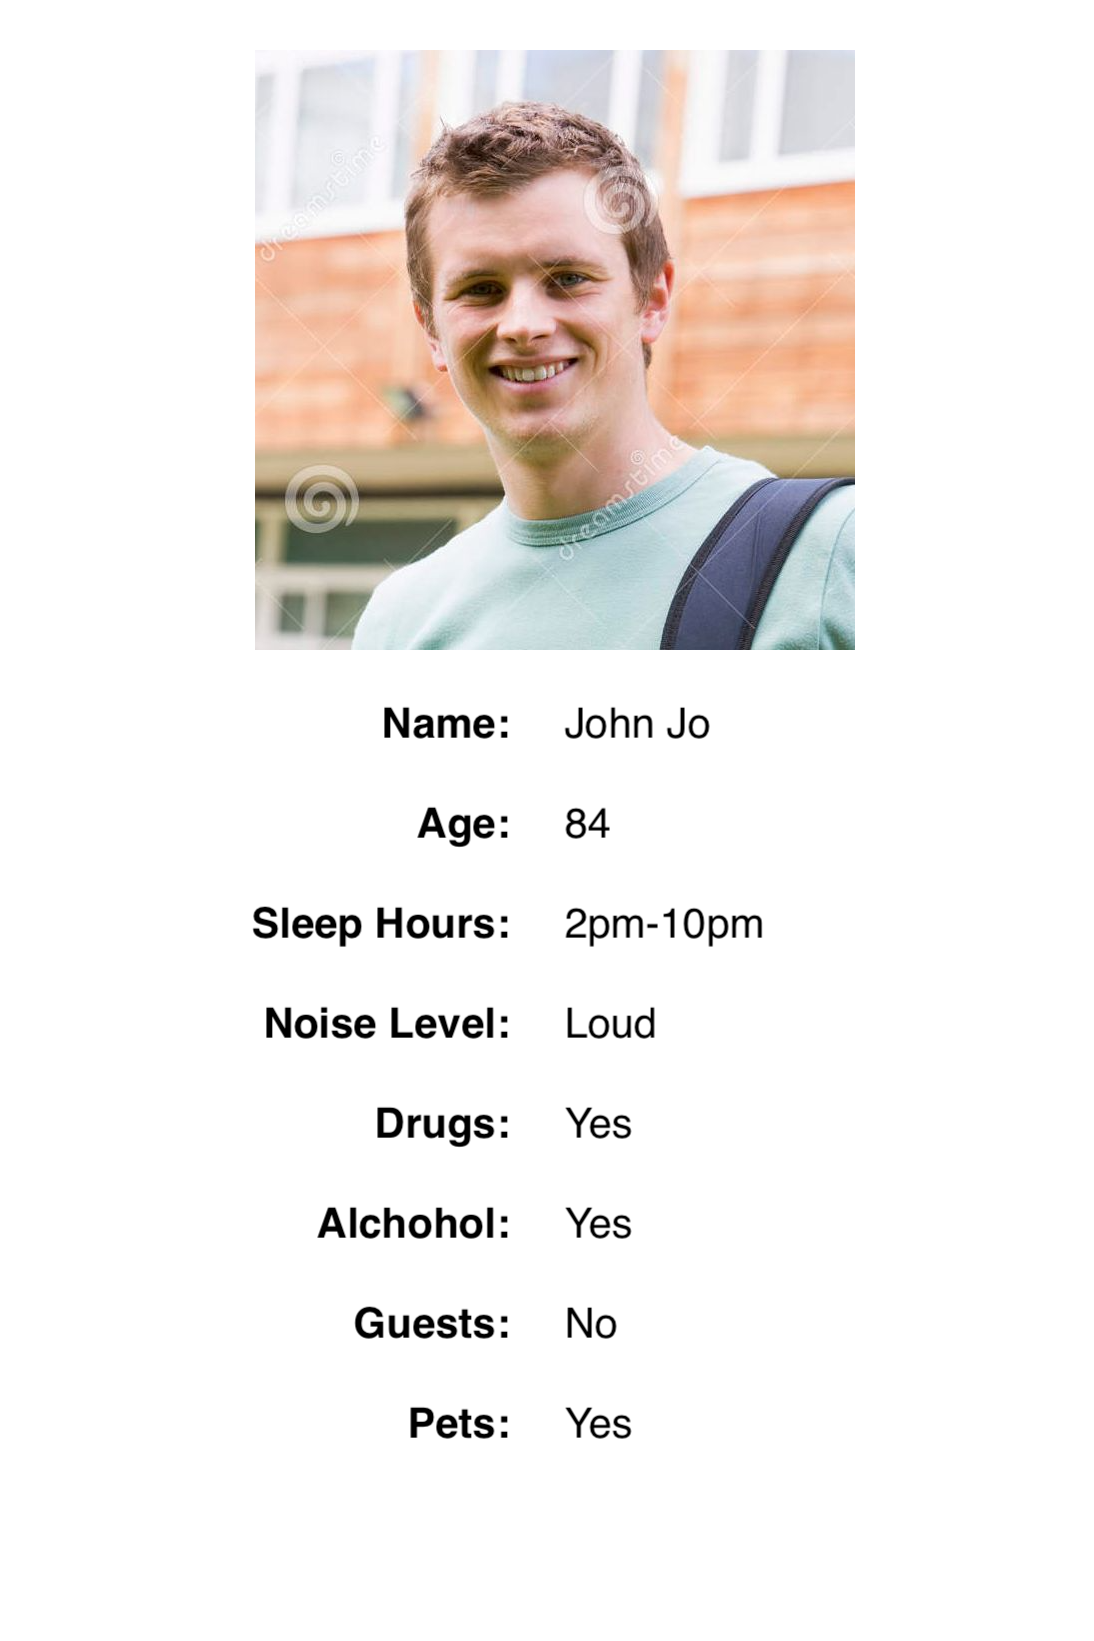 dreamstime
dreamstime
Name: John Jo
Age: 84
Sleep Hours: 2pm-10pm
Noise Level: Loud
Drugs: Yes
Alchohol: Yes
Guests: No
Pets: Yes